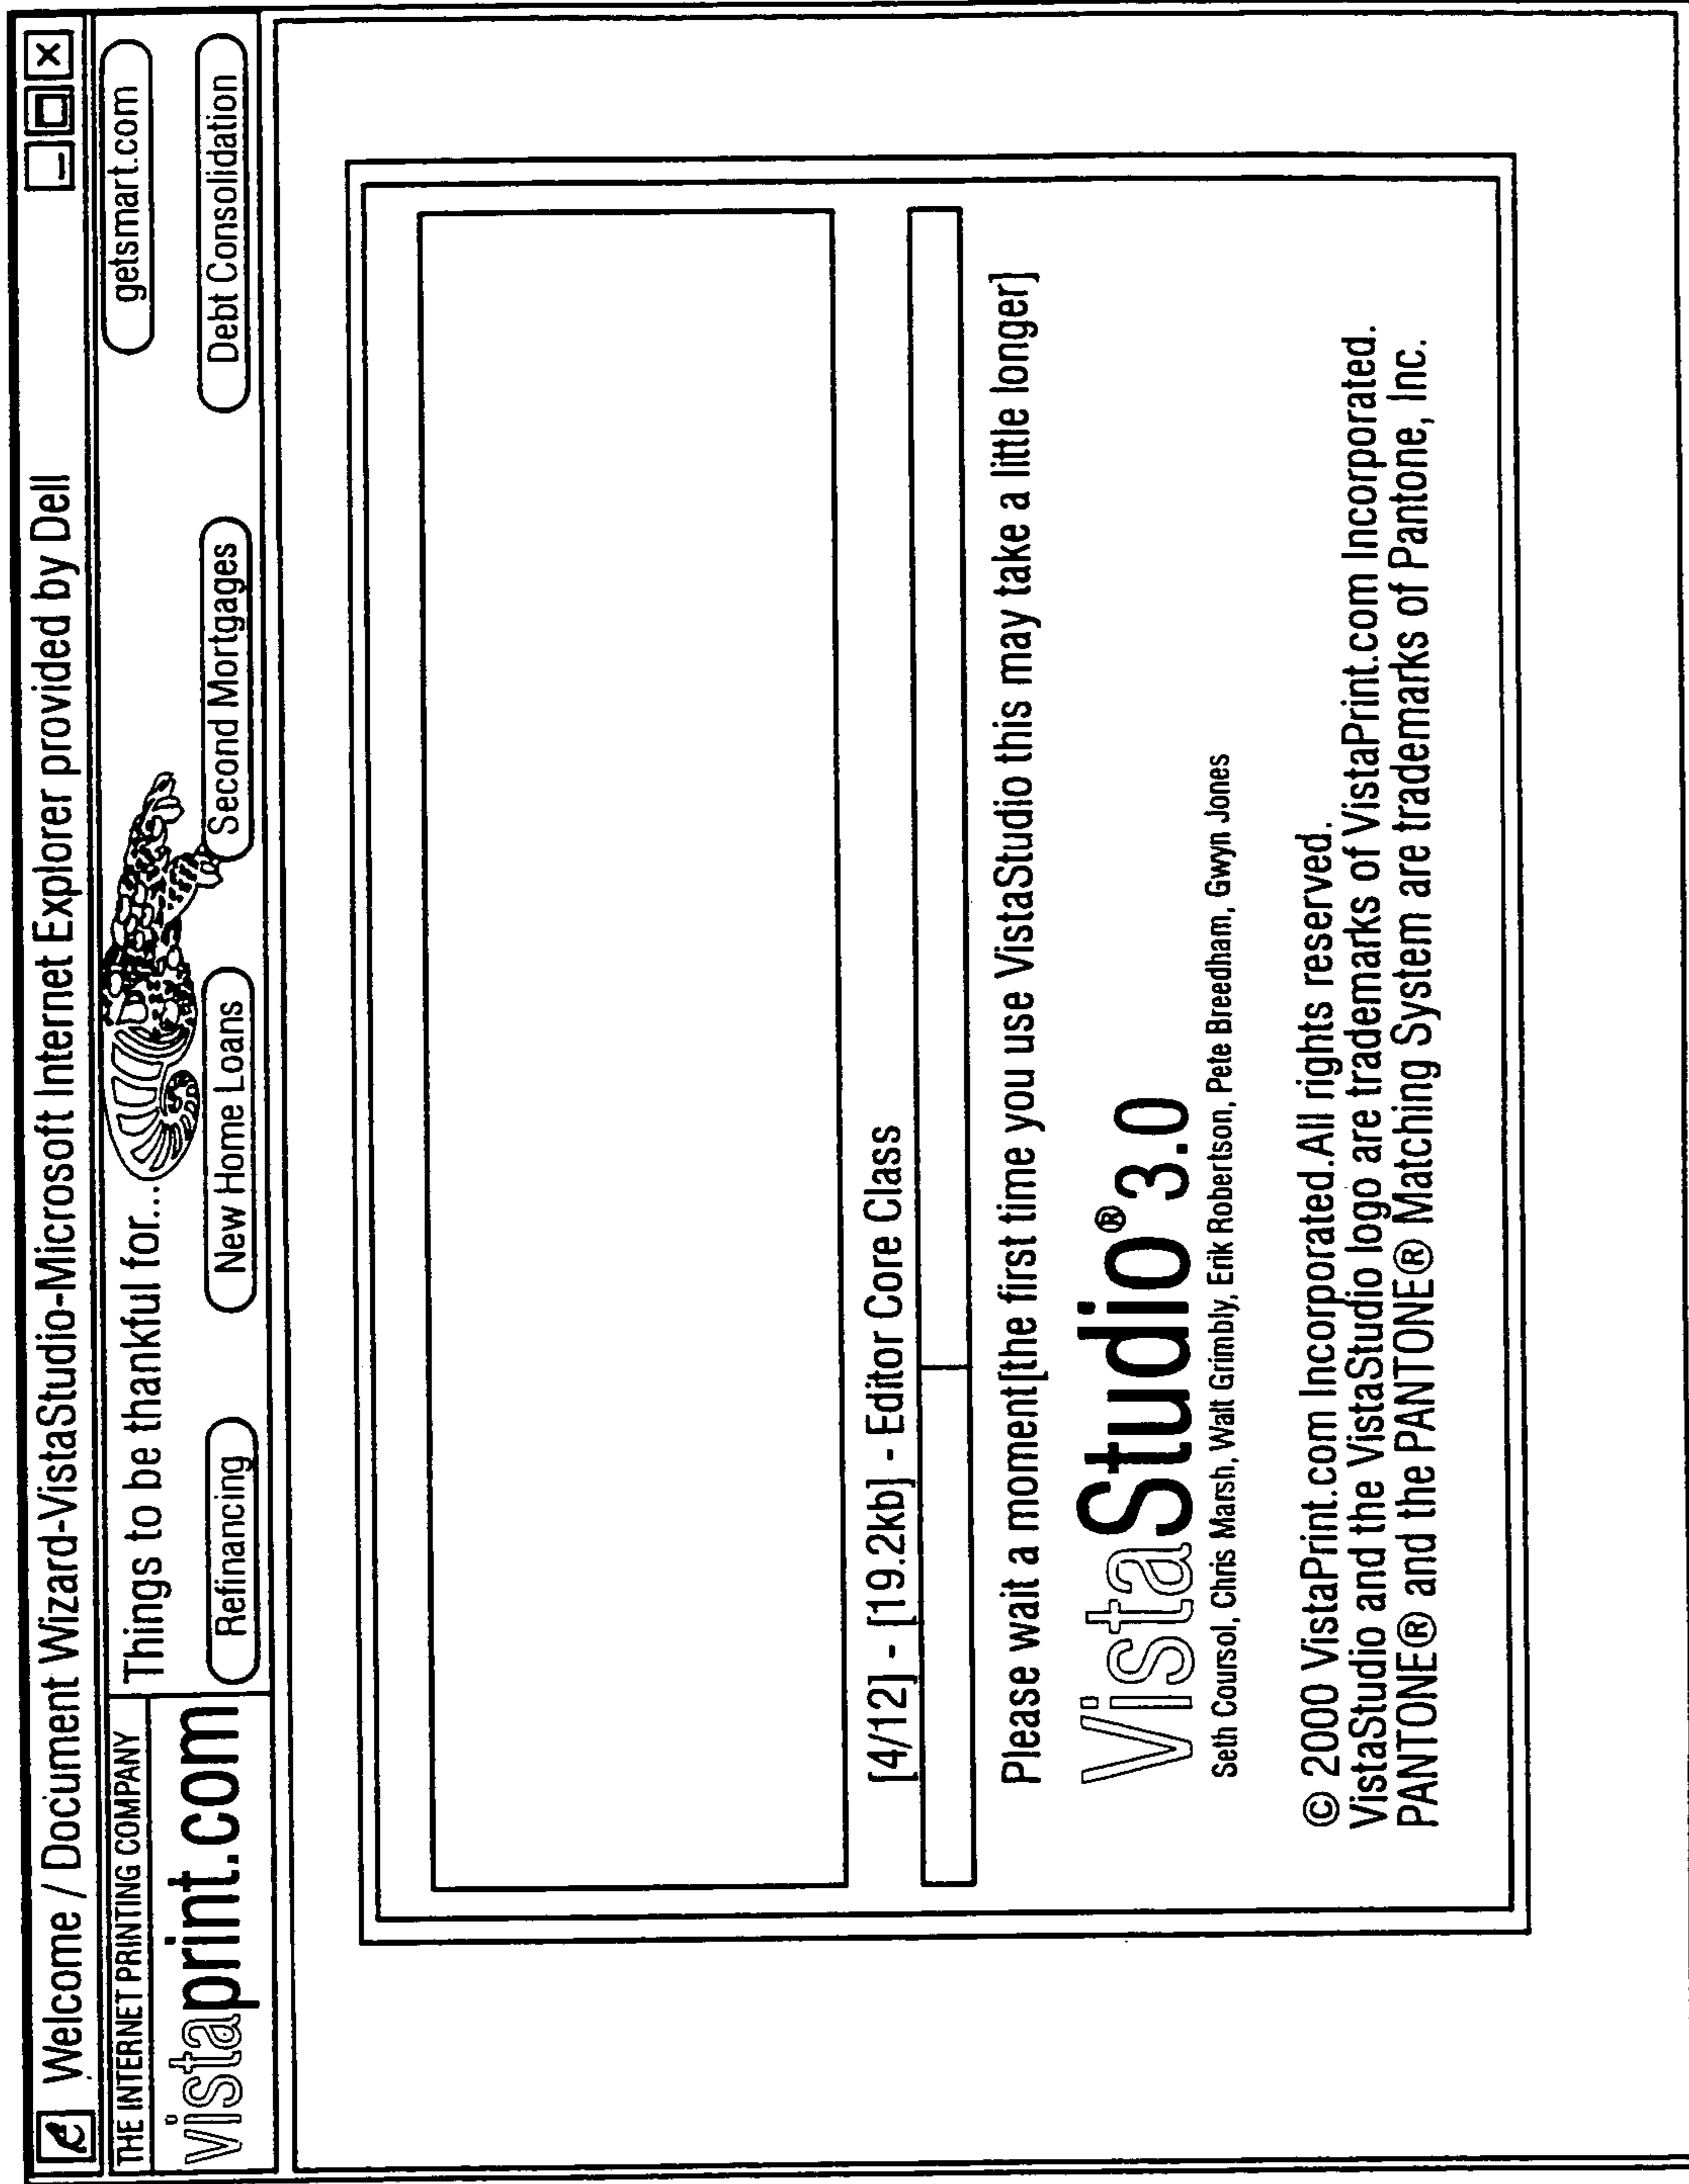 Welcome / Document Wizard-VistaStudio-Microsoft Internet Explorer provided by Dell
THE INTERNET PRINTING COMPANY
vistaprint.com
Things to be thankful for...
getsmart.com
Refinancing
New Home Loans
Second Mortgages
Debt Consolidation
[4/12] - [19.2kb] - Editor Core Class
Please wait a moment[the first time you use VistaStudio this may take a little longer]
VistaStudio® 3.0
Seth Coursol, Chris Marsh, Walt Grimbly, Erik Robertson, Pete Breedham, Gwyn Jones
© 2000 VistaPrint.com Incorporated.All rights reserved.
VistaStudio and the VistaStudio logo are trademarks of VistaPrint.com Incorporated.
PANTONE® and the PANTONE® Matching System are trademarks of Pantone, Inc.